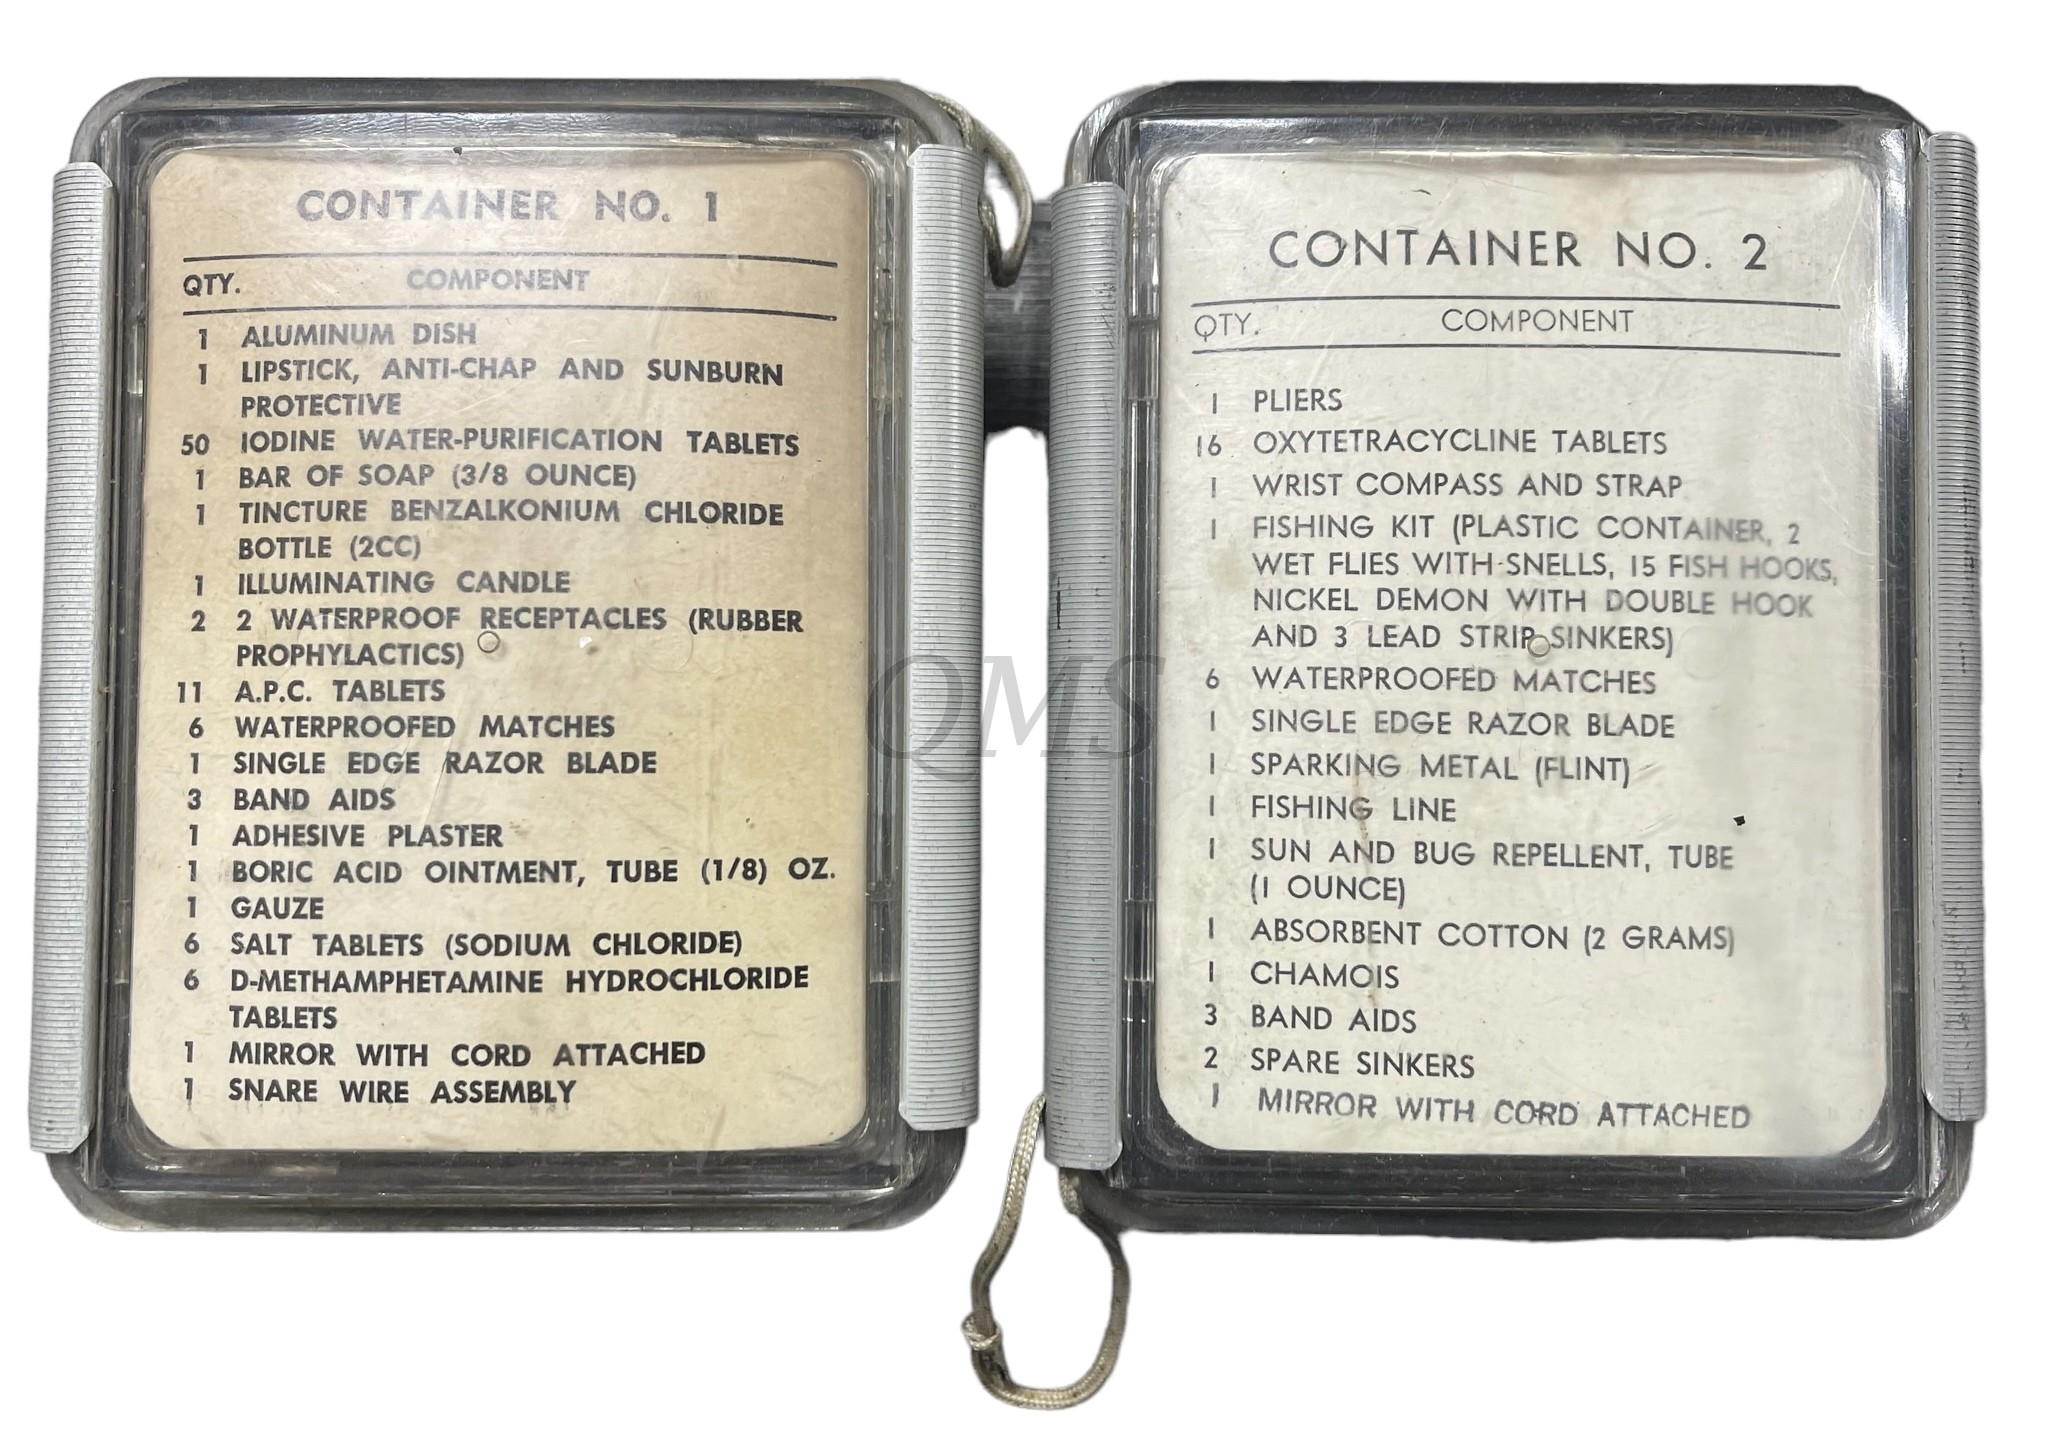 CONTAINER NO. 1
QTY. COMPONENT
1 ALUMINUM DISH
1 LIPSTICK, ANTI-CHAP AND SUNBURN
PROTECTIVE
50 IODINE WATER-PURIFICATION TABLETS
1 BAR OF SOAP (3/8 OUNCE)
1 TINCTURE BENZALKONIUM CHLORIDE
BOTTLE (2CC)
1 ILLUMINATING CANDLE
2 2 WATERPROOF RECEPTACLES (RUBBER
PROPHYLACTICS)
11 A.P.C. TABLETS
6 WATERPROOFED MATCHES
1 SINGLE EDGE RAZOR BLADE
3 BAND AIDS
1 ADHESIVE PLASTER
1 BORIC ACID OINTMENT, TUBE (1/8) OZ.
1 GAUZE
6 SALT TABLETS (SODIUM CHLORIDE)
6 D-METHAMPHETAMINE HYDROCHLORIDE
TABLETS
1 MIRROR WITH CORD ATTACHED
1 SNARE WIRE ASSEMBLY
CONTAINER NO. 2
QTY. COMPONENT
1 PLIERS
16 OXYTETRACYCLINE TABLETS
1 WRIST COMPASS AND STRAP
1 FISHING KIT (PLASTIC CONTAINER, 2
WET FLIES WITH SNELLS, 15 FISH HOOKS,
NICKEL DEMON WITH DOUBLE HOOK
AND 3 LEAD STRIP SINKERS)
6 WATERPROOFED MATCHES
1 SINGLE EDGE RAZOR BLADE
1 SPARKING METAL (FLINT)
1 FISHING LINE
1 SUN AND BUG REPELLENT, TUBE
(1 OUNCE)
1 ABSORBENT COTTON (2 GRAMS)
1 CHAMOIS
3 BAND AIDS
2 SPARE SINKERS
1 MIRROR WITH CORD ATTACHED
QMS